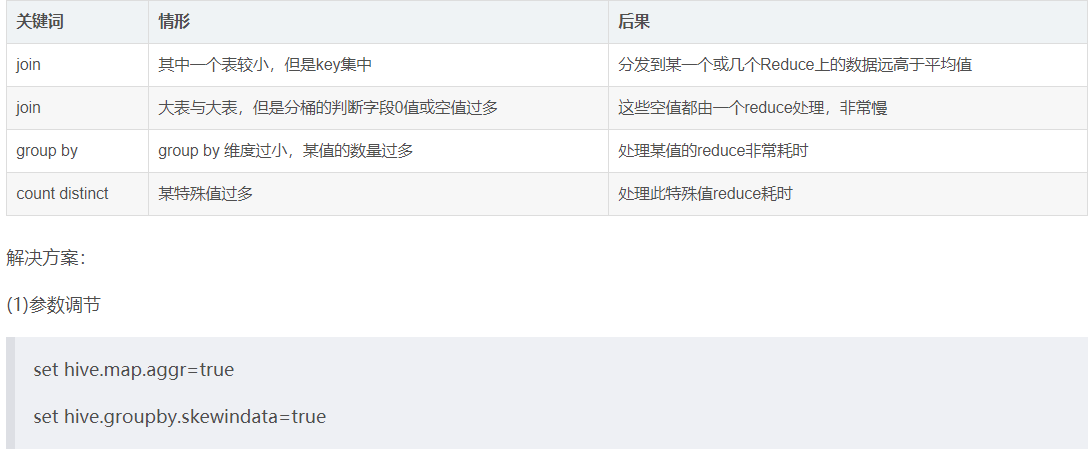 关键词 情形 后果
join 其中一个表较小，但是key集中 分发到某一个或几个Reduce上的数据远高于平均值
join 大表与大表，但是分桶的判断字段0值或空值过多 这些空值都由一个reduce处理，非常慢
group by group by 维度过小，某值的数量过多 处理某值的reduce非常耗时
count distinct 某特殊值过多 处理此特殊值reduce耗时
解决方案：
(1)参数调节
set hive.map.aggr=true
set hive.groupby.skewindata=true